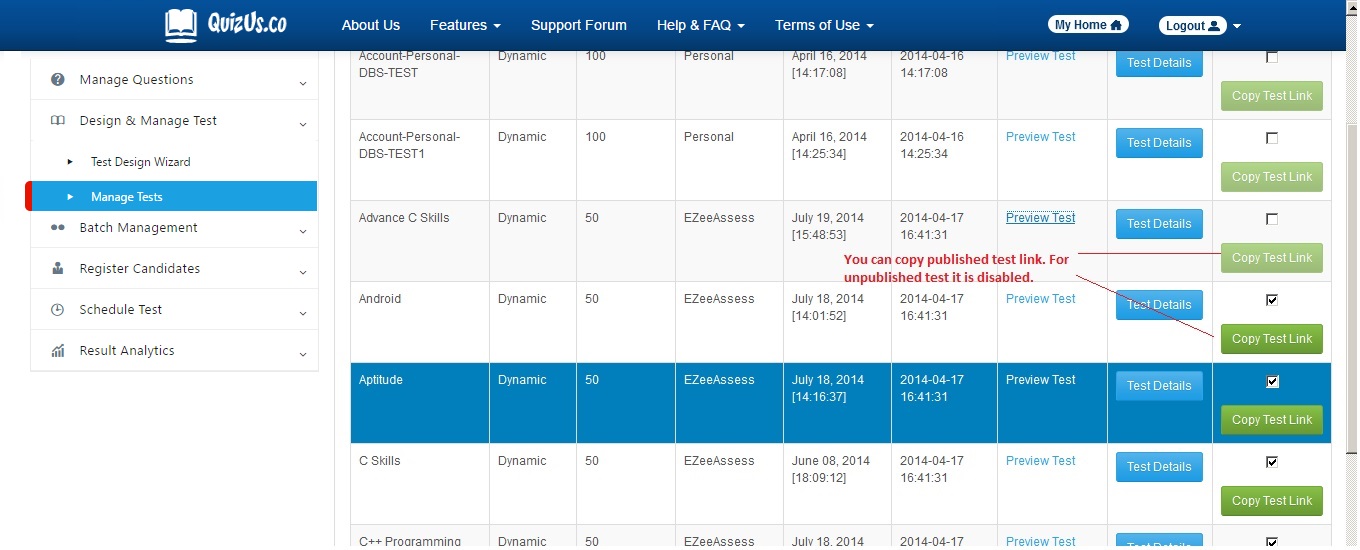 QuizUs.co
About Us
Features
Support Forum
Help & FAQ
Terms of Use
My Home
Logout
Manage Questions
Design & Manage Test
Test Design Wizard
Manage Tests
Batch Management
Register Candidates
Schedule Test
Result Analytics
Account-Personal- Dynamic 100 Personal April 16, 2014 2014-04-16 Preview Test Test Details
DBS-TEST [14:17:08] 14:17:08
Copy Test Link
Account-Personal- Dynamic 100 Personal April 16, 2014 2014-04-16 Preview Test Test Details
DBS-TEST1 [14:25:34] 14:25:34
Copy Test Link
Advance C Skills Dynamic 50 EZeeAssess July 19, 2014 2014-04-17 Preview Test Test Details
[15:48:53] 16:41:31
Copy Test Link
You can copy published test link. For
unpublished test it is disabled.
Android Dynamic 50 EZeeAssess July 18, 2014 2014-04-17 Preview Test Test Details
[14:01:52] 16:41:31
Copy Test Link
Aptitude Dynamic 50 EZeeAssess July 18, 2014 2014-04-17 Preview Test Test Details
[14:16:37] 16:41:31
Copy Test Link
C Skills Dynamic 50 EZeeAssess June 08, 2014 2014-04-17 Preview Test Test Details
[18:09:12] 16:41:31
Copy Test Link
C++ Programming Dynamic 50 EZeeAssess July 18, 2014 2014-04-17 Preview Test Test Details